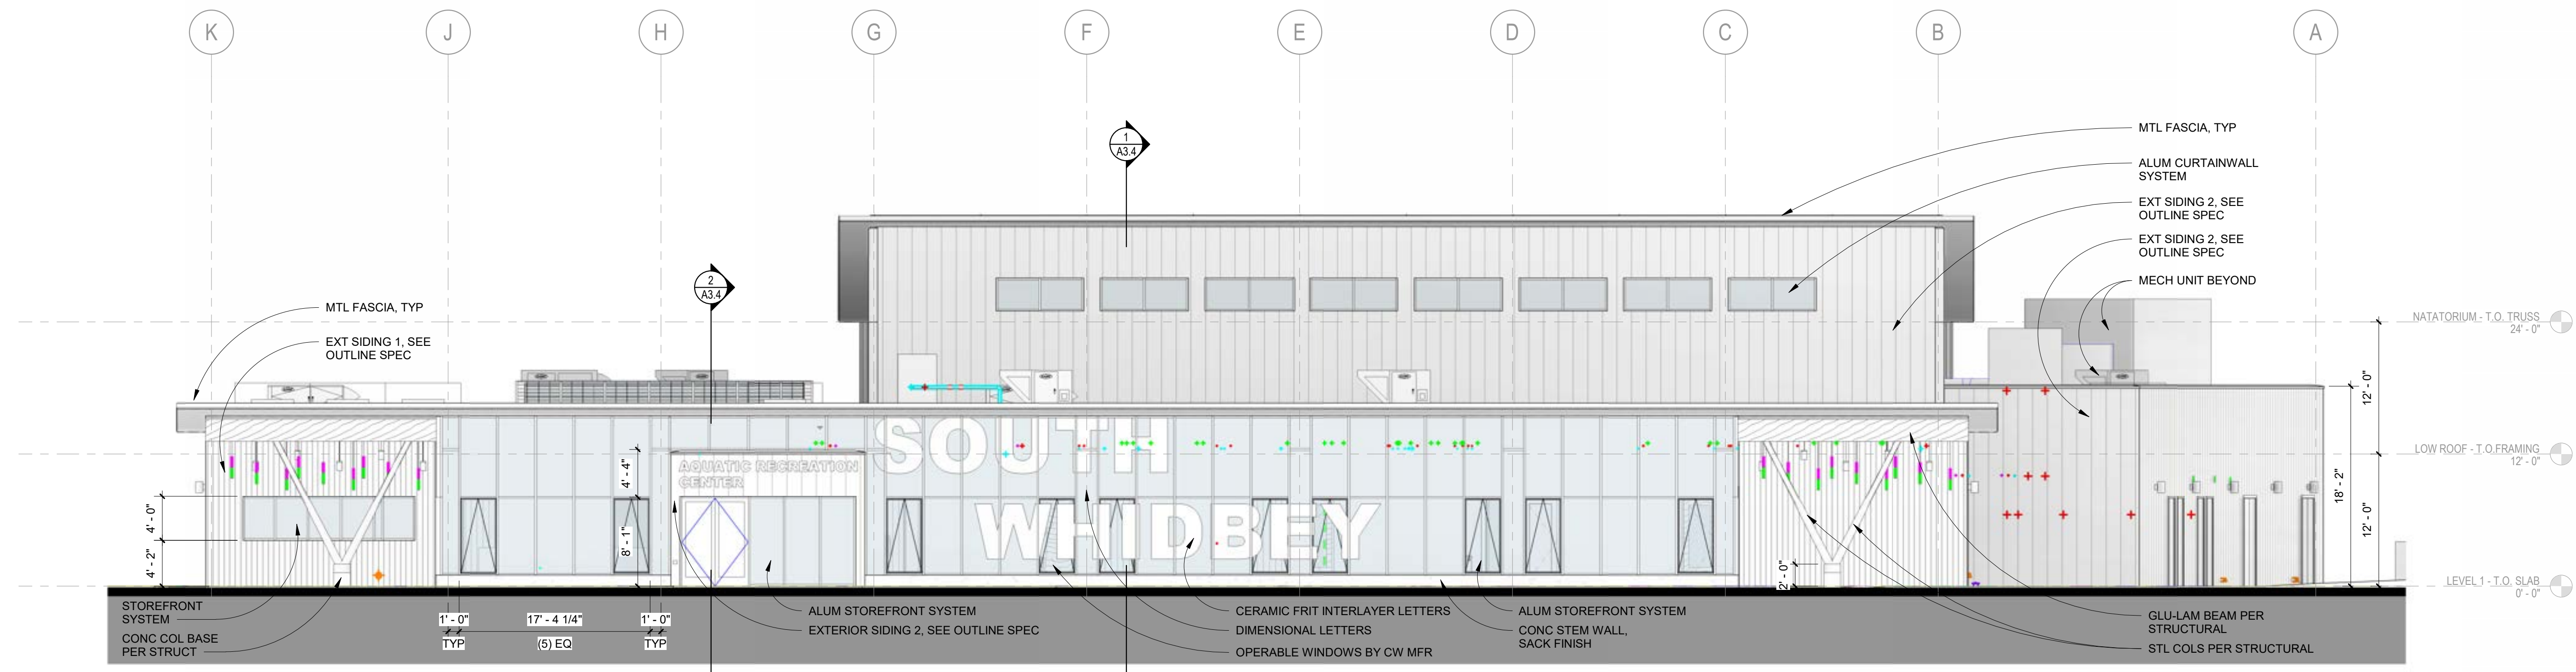 K
J
H
G
F
E
D
C
B
A
1
A3.4
2
A3.4
MTL FASCIA, TYP
ALUM CURTAINWALL
SYSTEM
EXT SIDING 2, SEE
OUTLINE SPEC
EXT SIDING 2, SEE
OUTLINE SPEC
MECH UNIT BEYOND
MTL FASCIA, TYP
EXT SIDING 1, SEE
OUTLINE SPEC
NATATORIUM - T.O. TRUSS
24' - 0"
LOW ROOF - T.O.FRAMING
12' - 0"
LEVEL 1 - T.O. SLAB
0' - 0"
12' - 0"
12' - 0"
18' - 2"
SOUTH
WHIDBEY
AQUATIC RECREATION
CENTER
4' - 4"
8' - 1"
4' - 0"
4' - 2"
2' - 0"
STOREFRONT
SYSTEM
CONC COL BASE
PER STRUCT
1' - 0"
TYP
17' - 4 1/4"
(5) EQ
1' - 0"
TYP
ALUM STOREFRONT SYSTEM
EXTERIOR SIDING 2, SEE OUTLINE SPEC
CERAMIC FRIT INTERLAYER LETTERS
DIMENSIONAL LETTERS
OPERABLE WINDOWS BY CW MFR
ALUM STOREFRONT SYSTEM
CONC STEM WALL,
SACK FINISH
GLU-LAM BEAM PER
STRUCTURAL
STL COLS PER STRUCTURAL